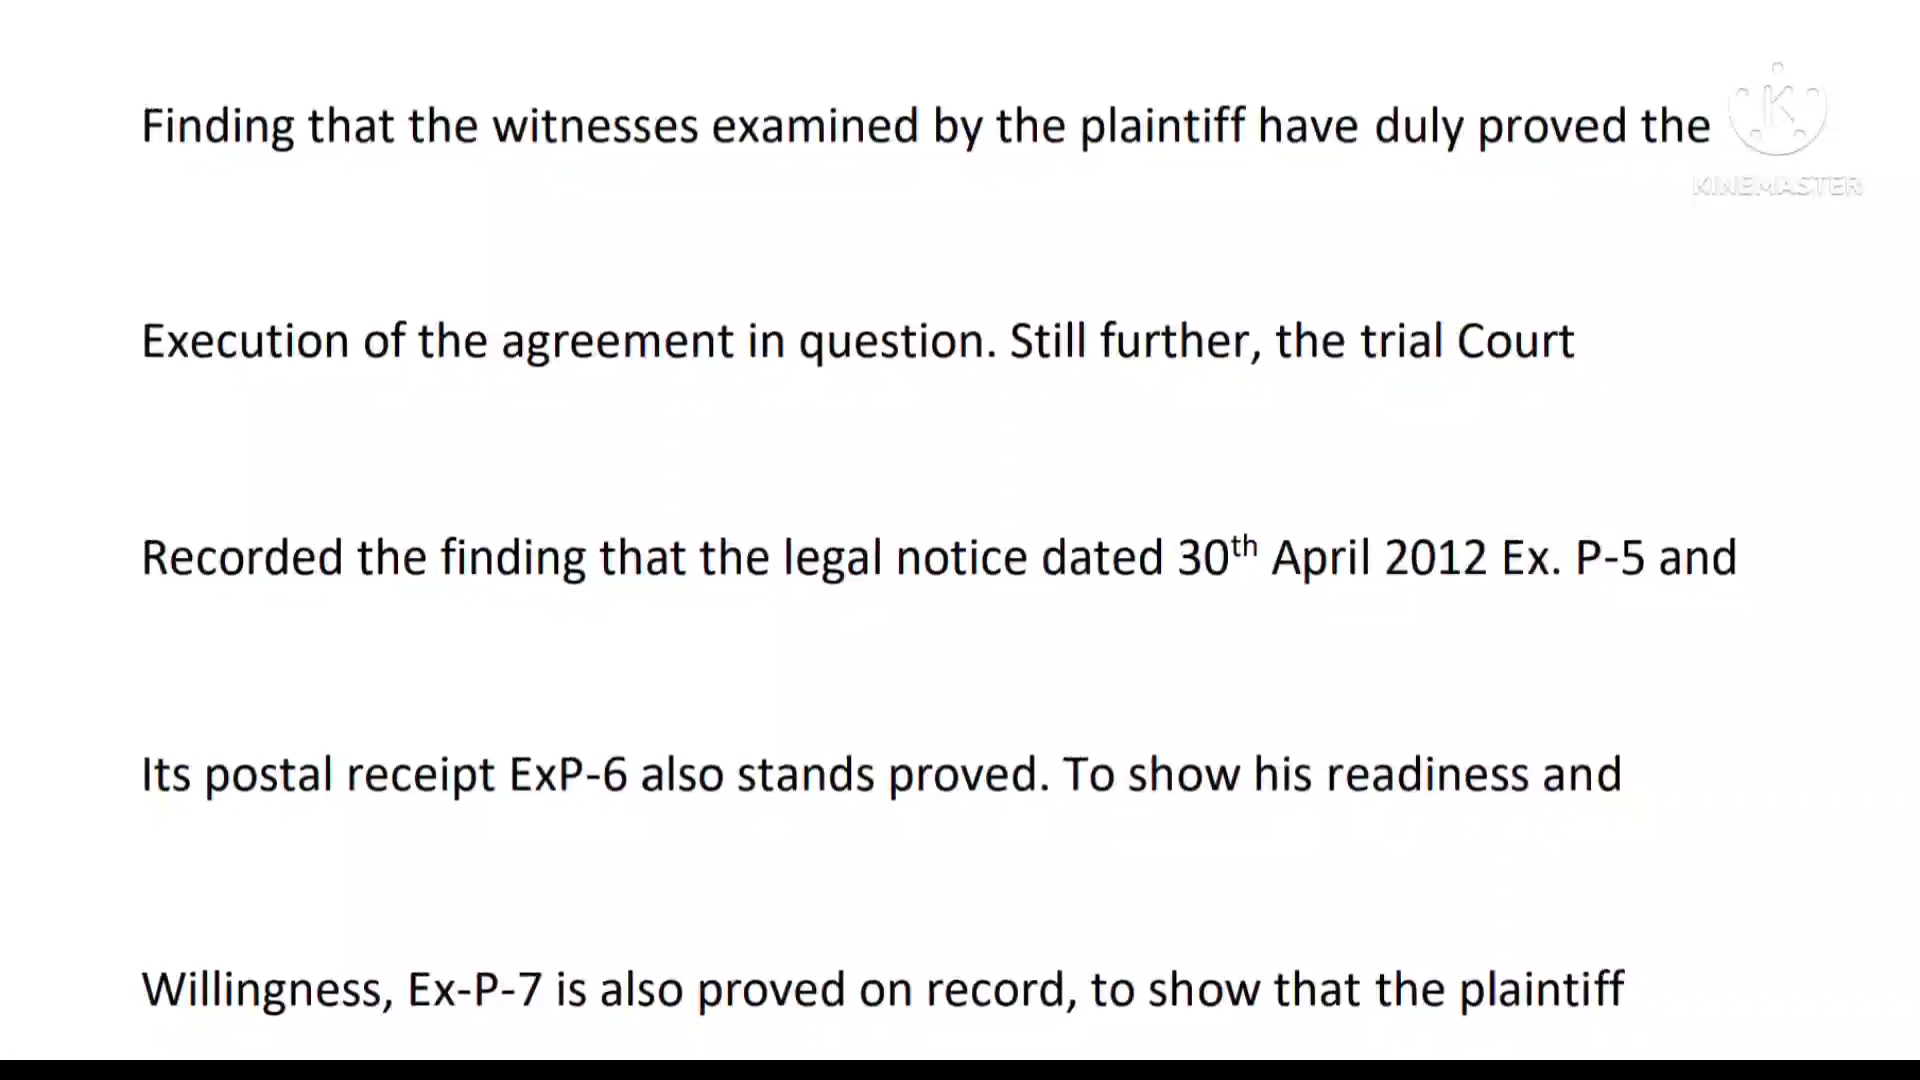 Finding that the witnesses examined by the plaintiff have duly proved the
KINEMASTER
Execution of the agreement in question. Still further, the trial Court
Recorded the finding that the legal notice dated 30th April 2012 Ex. P-5 and
Its postal receipt ExP-6 also stands proved. To show his readiness and
Willingness, Ex-P-7 is also proved on record, to show that the plaintiff